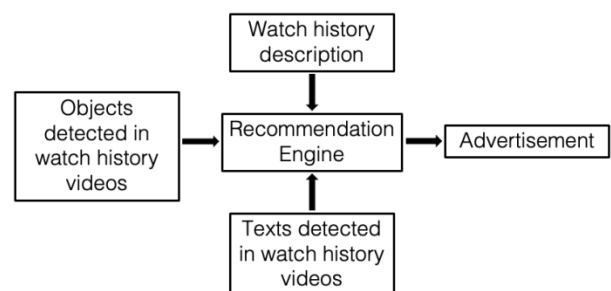 Watch history
description
Objects
detected in
watch history
videos
Recommendation
Engine
Advertisement
Texts detected
in watch history
videos